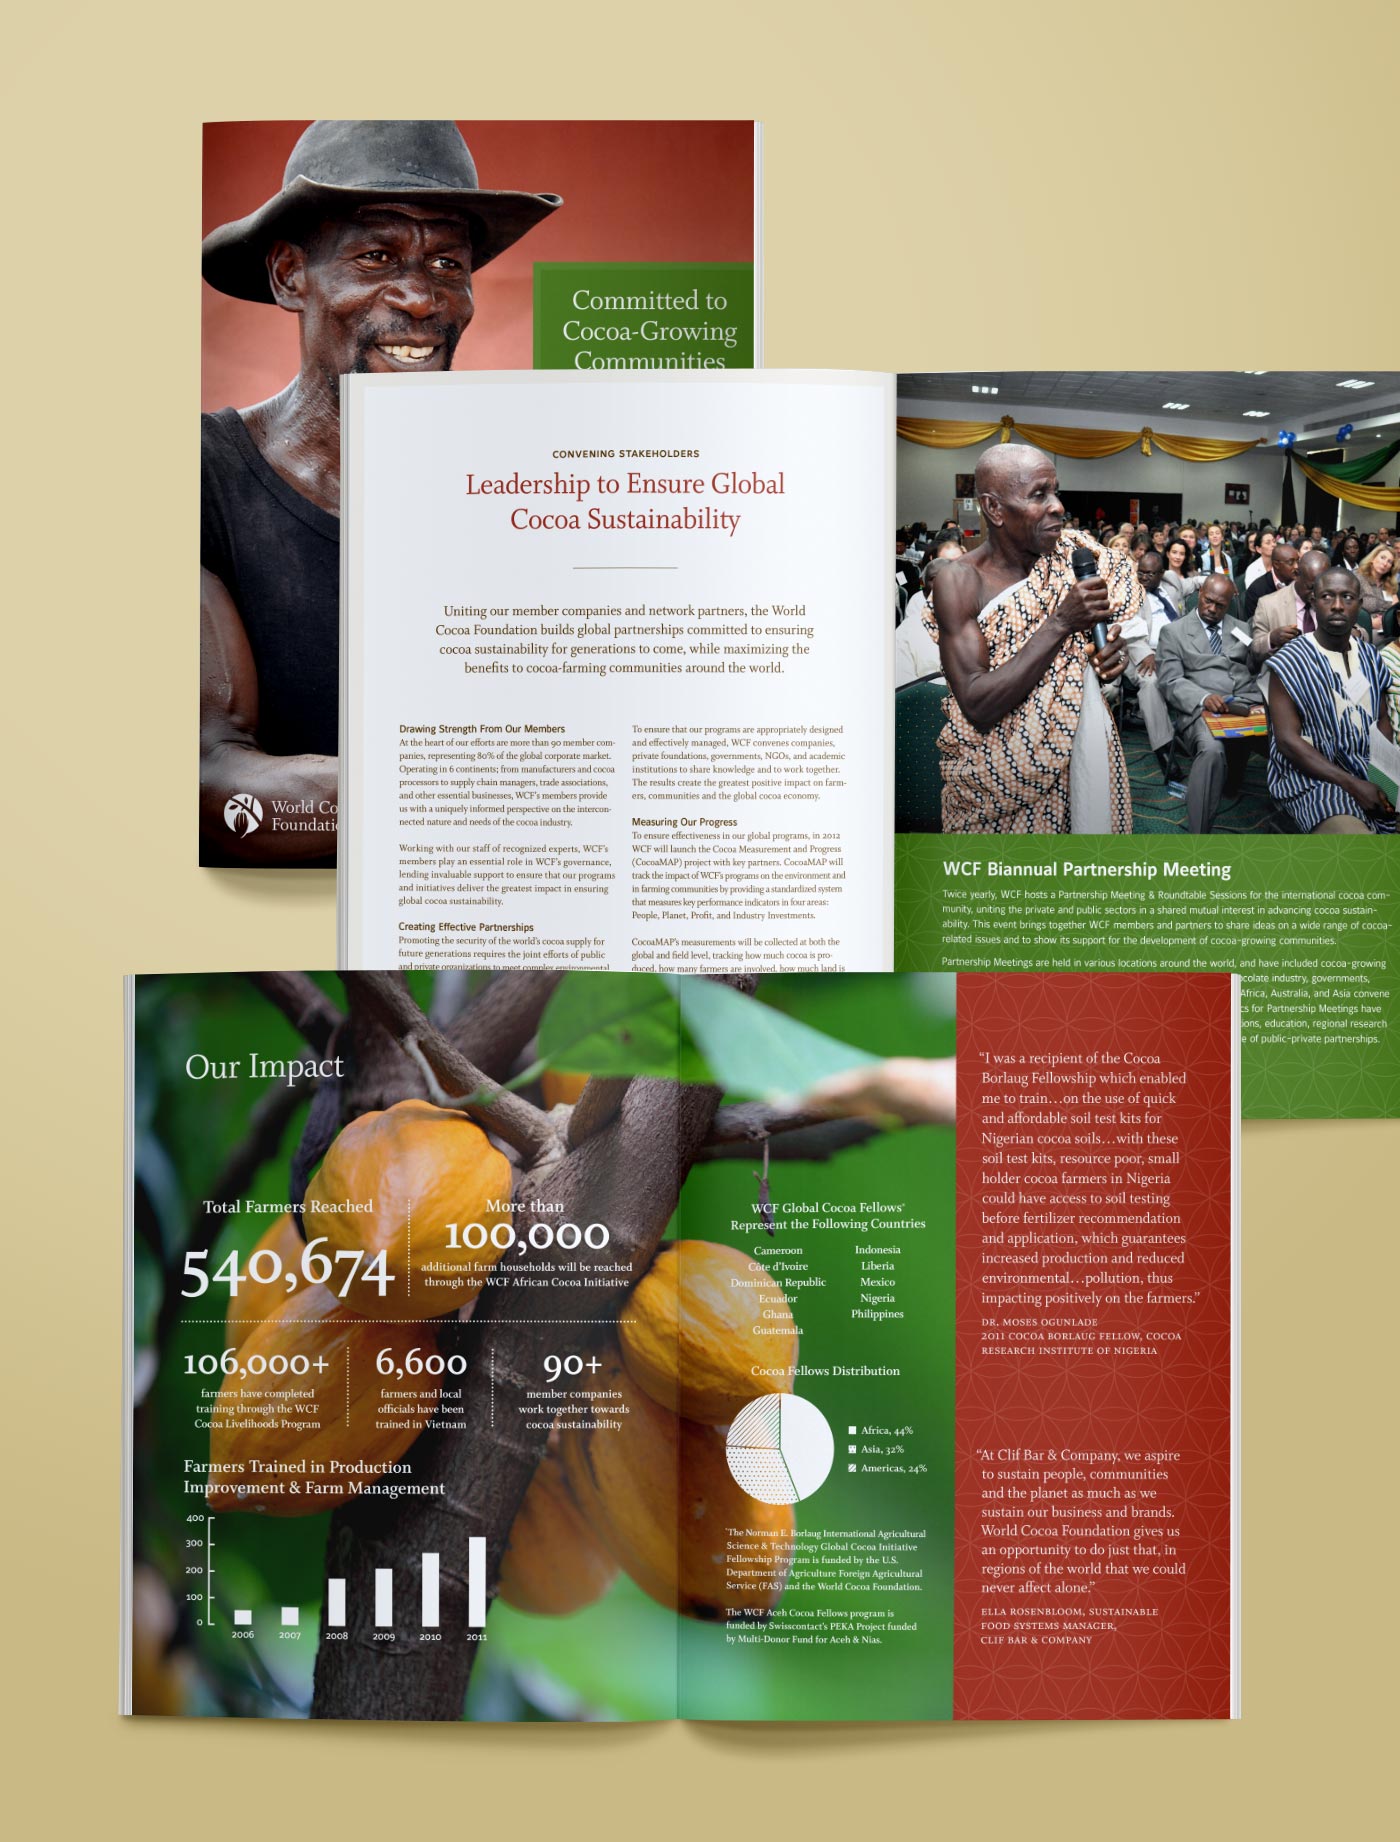 Committed to
Cocoa-Growing
Communities
World Co
Foundatio
CONVENING STAKEHOLDERS
Leadership to Ensure Global
Cocoa Sustainability
Uniting our member companies and network partners, the World
Cocoa Foundation builds global partnerships committed to ensuring
cocoa sustainability for generations to come, while maximizing the
benefits to cocoa-farming communities around the world.
Drawing Strength From Our Members
At the heart of our efforts are more than 90 member com-
panies, representing 80% of the global corporate market.
Operating in 6 continents; from manufacturers and cocoa
processors to supply chain managers, trade associations,
and other essential businesses, WCF's members provide
us with a uniquely informed perspective on the intercon-
nected nature and needs of the cocoa industry.
Working with our staff of recognized experts, WCF's
members play an essential role in WCF's governance,
lending invaluable support to ensure that our programs
and initiatives deliver the greatest impact in ensuring
global cocoa sustainability.
Creating Effective Partnerships
Promoting the security of the world's cocoa supply for
future generations requires the joint efforts of public
and private organizations to meet complex environmental
To ensure that our programs are appropriately designed
and effectively managed, WCF convenes companies,
private foundations, governments, NGOs, and academic
institutions to share knowledge and to work together.
The results create the greatest positive impact on farm-
ers, communities and the global cocoa economy.
Measuring Our Progress
To ensure effectiveness in our global programs, in 2012
WCF will launch the Cocoa Measurement and Progress
(CocoaMAP) project with key partners. CocoaMAP will
track the impact of WCF's programs on the environment and
in farming communities by providing a standardized system
that measures key performance indicators in four areas:
People, Planet, Profit, and Industry Investments.
CocoaMAP's measurements will be collected at both the
global and field level, tracking how much cocoa is pro-
duced, how many farmers are involved, how much land is
WCF Biannual Partnership Meeting
Twice yearly, WCF hosts a Partnership Meeting & Roundtable Sessions for the international cocoa com-
munity, uniting the private and public sectors in a shared mutual interest in advancing cocoa sustain-
ability. This event brings together WCF members and partners to share ideas on a wide range of cocoa-
related issues and to show its support for the development of cocoa-growing communities.
Partnership Meetings are held in various locations around the world, and have included cocoa-growing
ocolate industry, governments,
Africa, Australia, and Asia convene
cs for Partnership Meetings have
ions, education, regional research
e of public-private partnerships.
Our Impact
Total Farmers Reached
540,674
More than
100,000
additional farm households will be reached
through the WCF African Cocoa Initiative
106,000+
farmers have completed
training through the WCF
Cocoa Livelihoods Program
6,600
farmers and local
officials have been
trained in Vietnam
90+
member companies
work together towards
cocoa sustainability
Farmers Trained in Production
Improvement & Farm Management
400
300
200
100
0
2006 2007 2008 2009 2010 2011
WCF Global Cocoa Fellows*
Represent the Following Countries
Cameroon
Côte d'Ivoire
Dominican Republic
Ecuador
Ghana
Guatemala
Indonesia
Liberia
Mexico
Nigeria
Philippines
Cocoa Fellows Distribution
Africa, 44%
Asia, 32%
Americas, 24%
*The Norman E. Borlaug International Agricultural
Science & Technology Global Cocoa Initiative
Fellowship Program is funded by the U.S.
Department of Agriculture Foreign Agricultural
Service (FAS) and the World Cocoa Foundation.
The WCF Aceh Cocoa Fellows program is
funded by Swisscontact's PEKA Project funded
by Multi-Donor Fund for Aceh & Nias.
“I was a recipient of the Cocoa
Borlaug Fellowship which enabled
me to train...on the use of quick
and affordable soil test kits for
Nigerian cocoa soils...with these
soil test kits, resource poor, small
holder cocoa farmers in Nigeria
could have access to soil testing
before fertilizer recommendation
and application, which guarantees
increased production and reduced
environmental...pollution, thus
impacting positively on the farmers.”
DR. MOSES OGUNLADE
2011 COCOA BORLAUG FELLOW, COCOA
RESEARCH INSTITUTE OF NIGERIA
“At Clif Bar & Company, we aspire
to sustain people, communities
and the planet as much as we
sustain our business and brands.
World Cocoa Foundation gives us
an opportunity to do just that, in
regions of the world that we could
never affect alone.”
ELLA ROSENBLOOM, SUSTAINABLE
FOOD SYSTEMS MANAGER,
CLIF BAR & COMPANY